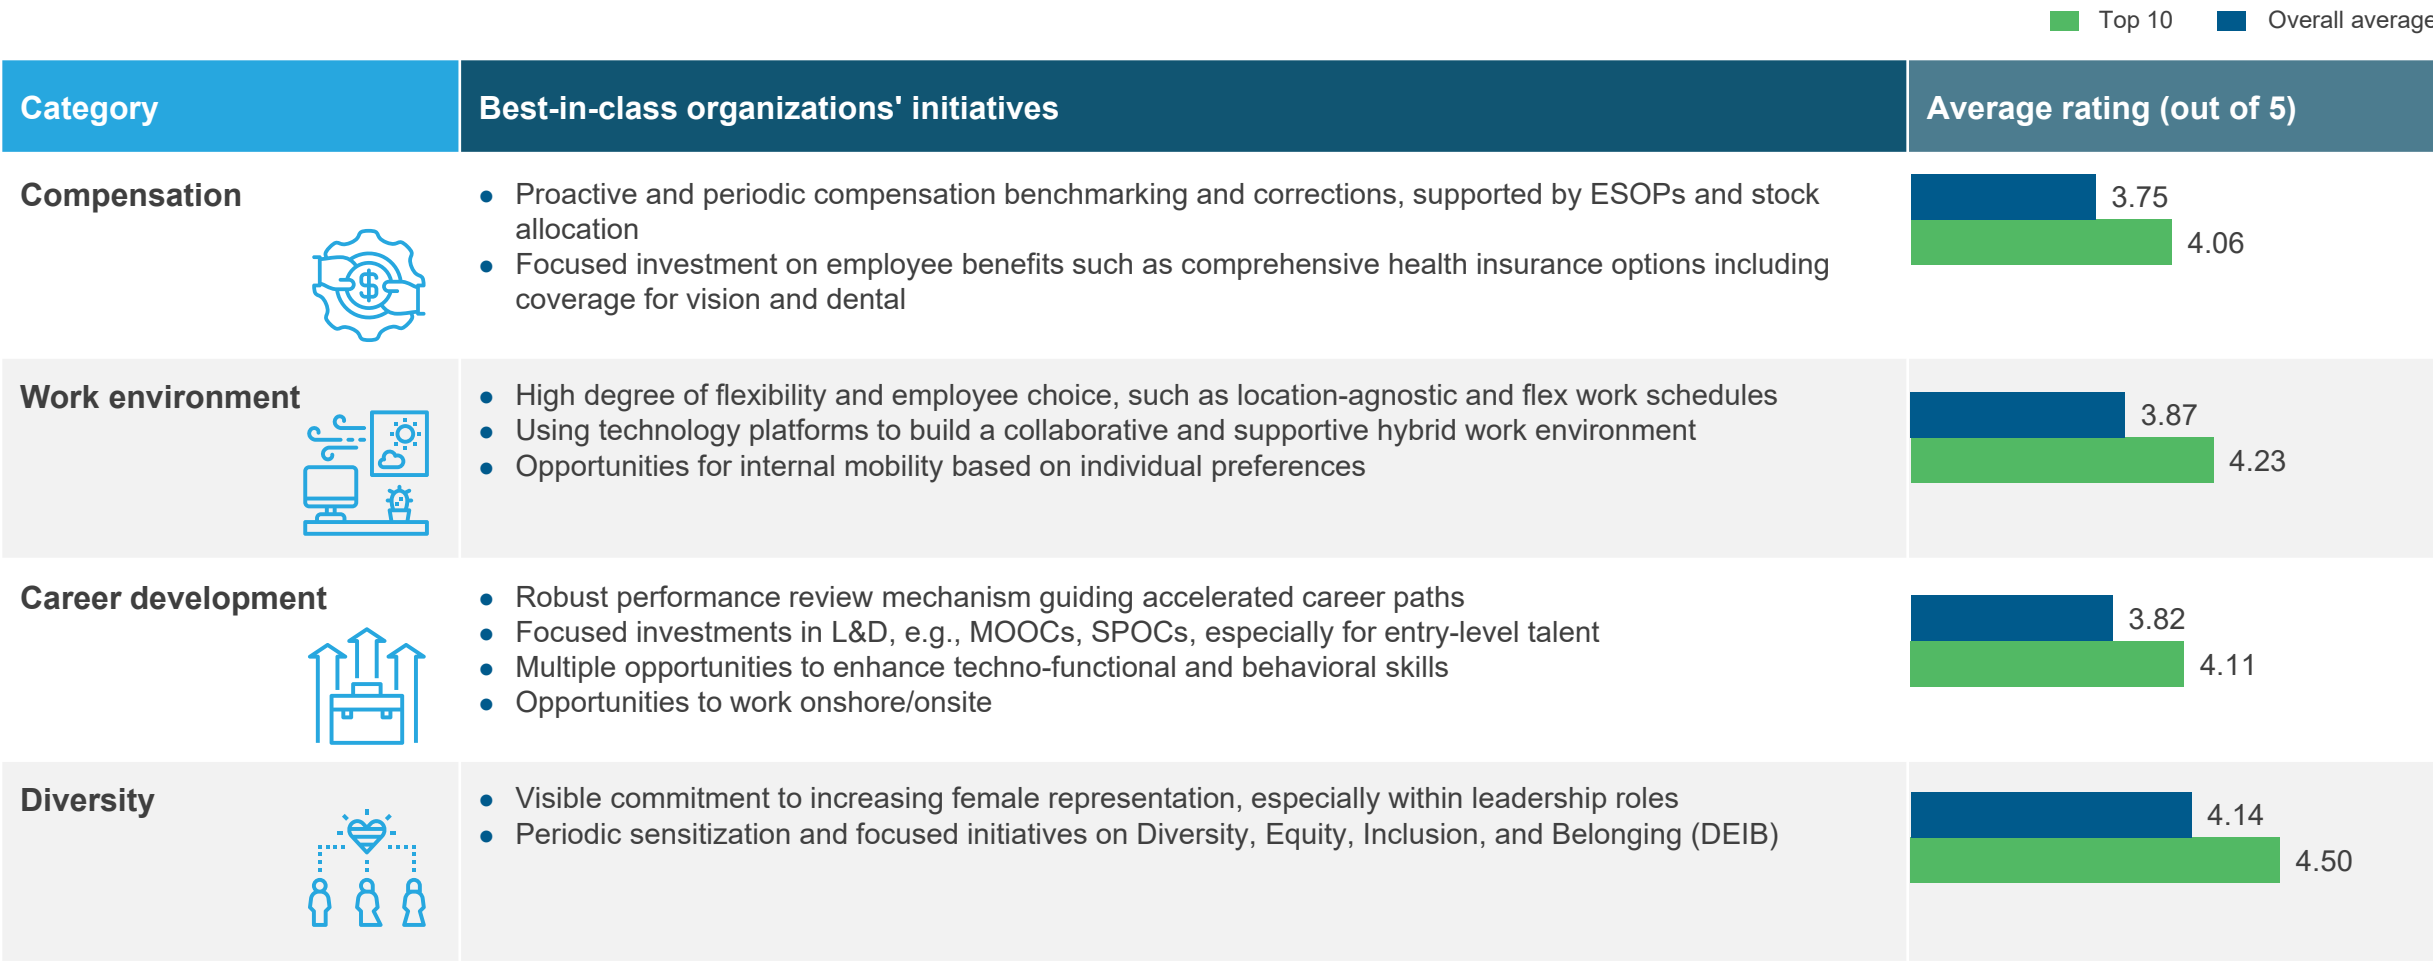 Top 10 Overall average
Category Best-in-class organizations' initiatives Average rating (out of 5)
Compensation
● Proactive and periodic compensation benchmarking and corrections, supported by ESOPs and stock
allocation
● Focused investment on employee benefits such as comprehensive health insurance options including
coverage for vision and dental
3.75
4.06
Work environment
● High degree of flexibility and employee choice, such as location-agnostic and flex work schedules
● Using technology platforms to build a collaborative and supportive hybrid work environment
● Opportunities for internal mobility based on individual preferences
3.87
4.23
Career development
● Robust performance review mechanism guiding accelerated career paths
● Focused investments in L&D, e.g., MOOCs, SPOCs, especially for entry-level talent
● Multiple opportunities to enhance techno-functional and behavioral skills
● Opportunities to work onshore/onsite
3.82
4.11
Diversity
● Visible commitment to increasing female representation, especially within leadership roles
● Periodic sensitization and focused initiatives on Diversity, Equity, Inclusion, and Belonging (DEIB)
4.14
4.50